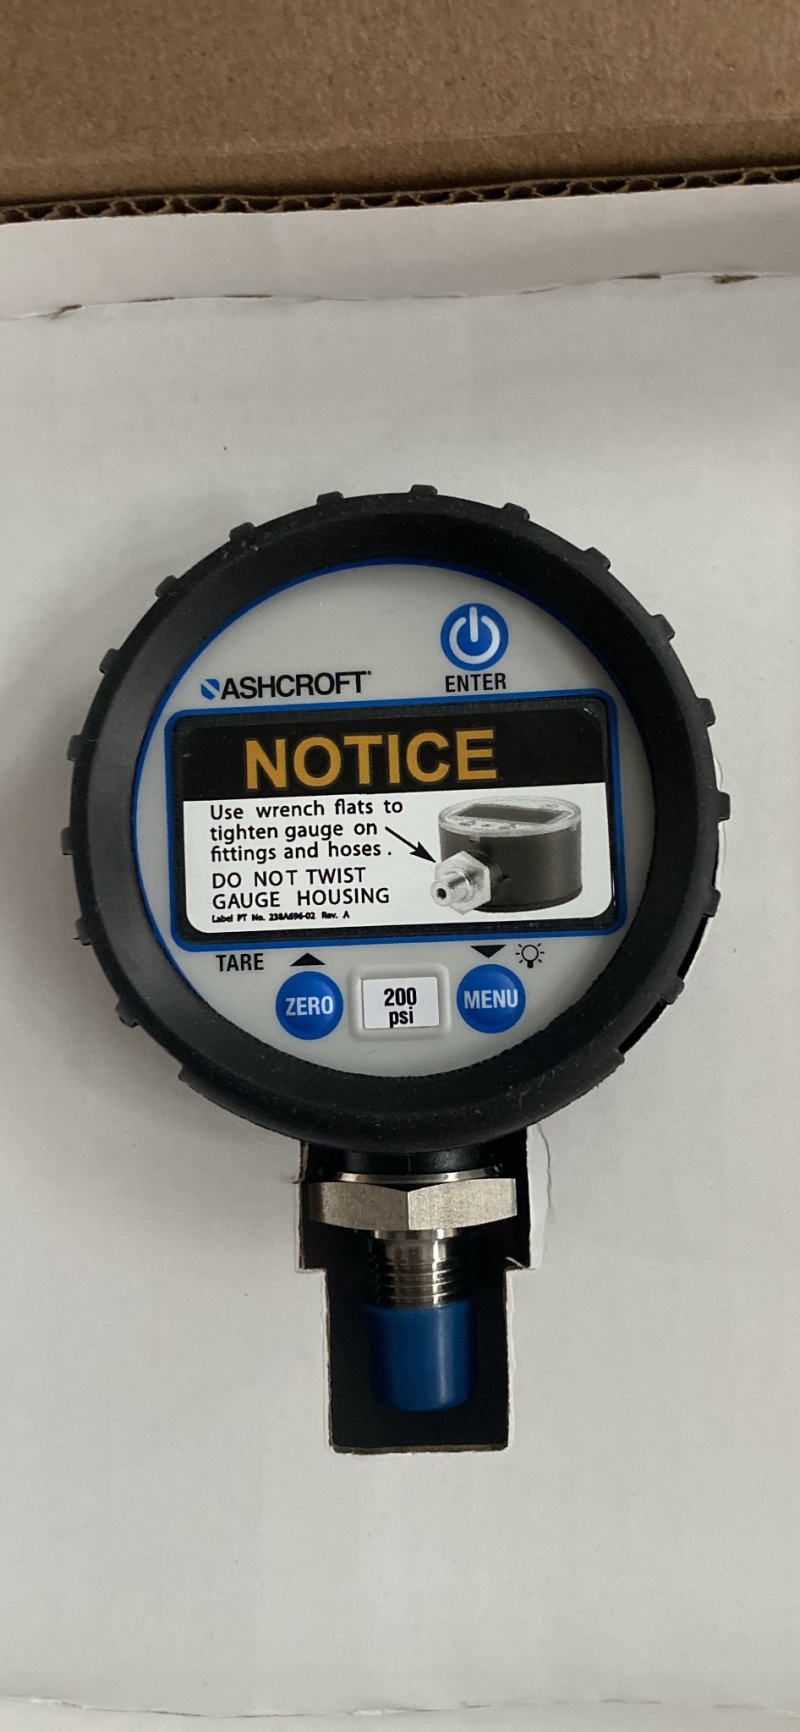 ASHCROFT®
ENTER
NOTICE
Use wrench flats to
tighten gauge on
fittings and hoses.
DO NOT TWIST
GAUGE HOUSING
Label PT No. 238A696-02 Rev. A
TARE
ZERO
200
psi
MENU